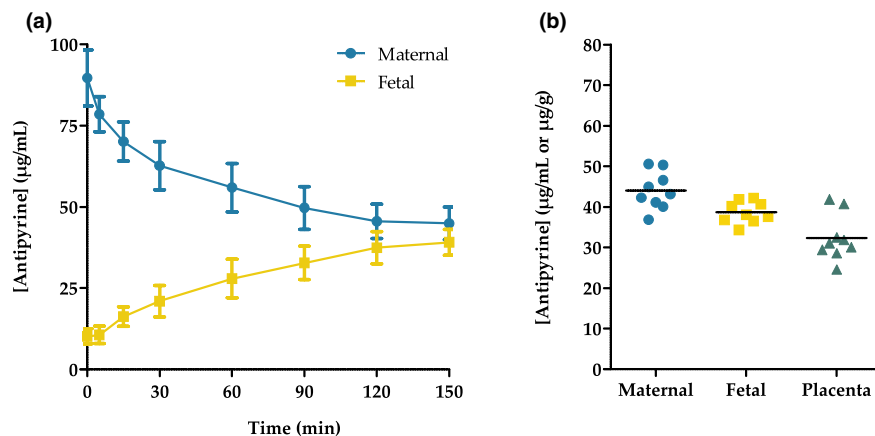 (a)
[Antipyrine] (µg/mL)
100
75
50
25
0
0 30 60 90 120 150
Time (min)
Maternal
Fetal
(b)
[Antipyrine] (µg/mL or µg/g)
80
70
60
50
40
30
20
10
0
Maternal Fetal Placenta